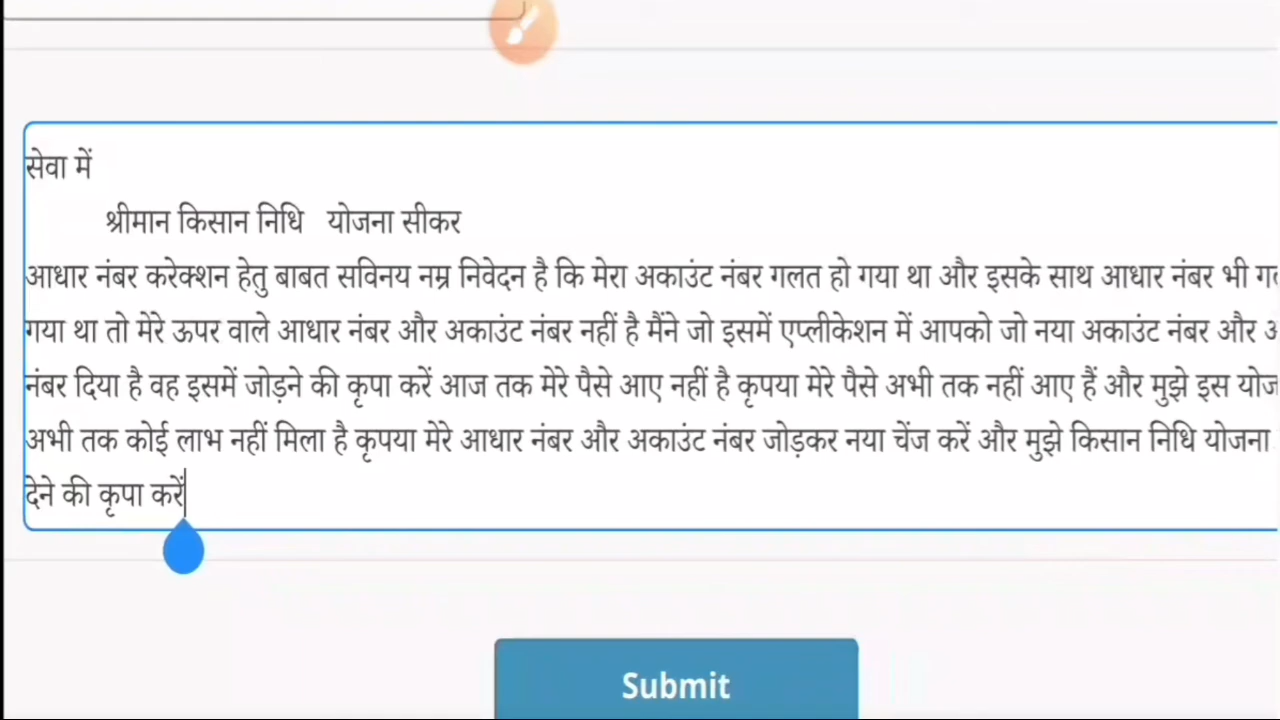 सेवा में
श्रीमान किसान निधि योजना सीकर
आधार नंबर करेक्शन हेतु बाबत सविनय नम्र निवेदन है कि मेरा अकाउंट नंबर गलत हो गया था और इसके साथ आधार नंबर भी
गया था तो मेरे ऊपर वाले आधार नंबर और अकाउंट नंबर नहीं है मैंने जो इसमें एप्लीकेशन में आपको जो नया अकाउंट नंबर और
नंबर दिया है वह इसमें जोड़ने की कृपा करें आज तक मेरे पैसे आए नहीं है कृपया मेरे पैसे अभी तक नहीं आए हैं और मुझे इस
अभी तक कोई लाभ नहीं मिला है कृपया मेरे आधार नंबर और अकाउंट नंबर जोड़कर नया चेंज करें और मुझे किसान निधि योजना
देने की कृपा करें
Submit